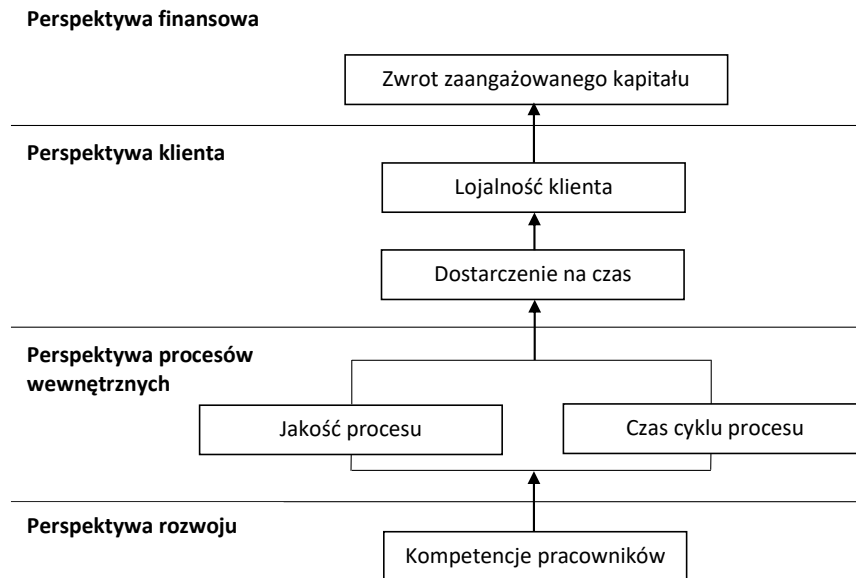 Perspektywa finansowa
Zwrot zaangażowanego kapitału
Perspektywa klienta
Lojalność klienta
Dostarczenie na czas
Perspektywa procesów
wewnętrznych
Jakość procesu
Czas cyklu procesu
Perspektywa rozwoju
Kompetencje pracowników